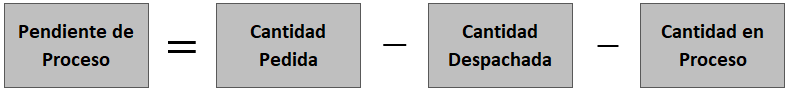 Pendiente de Proceso = Cantidad Pedida − Cantidad Despachada − Cantidad en Proceso